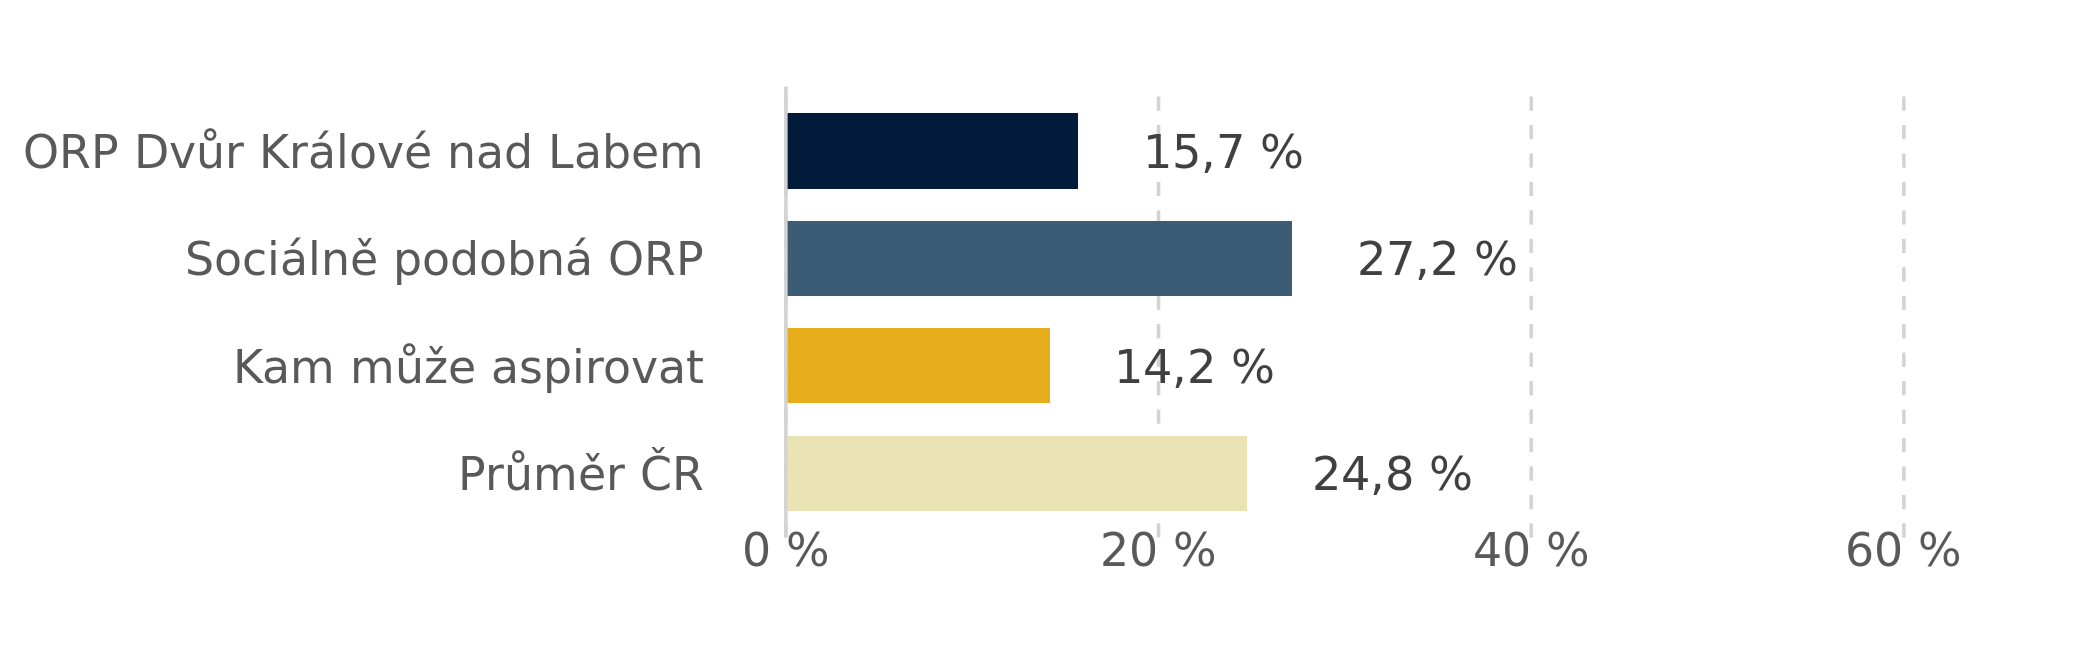 ORP Dvůr Králové nad Labem 15,7 %
Sociálně podobná ORP 27,2 %
Kam může aspirovat 14,2 %
Průměr ČR 24,8 %
0 % 20 % 40 % 60 %